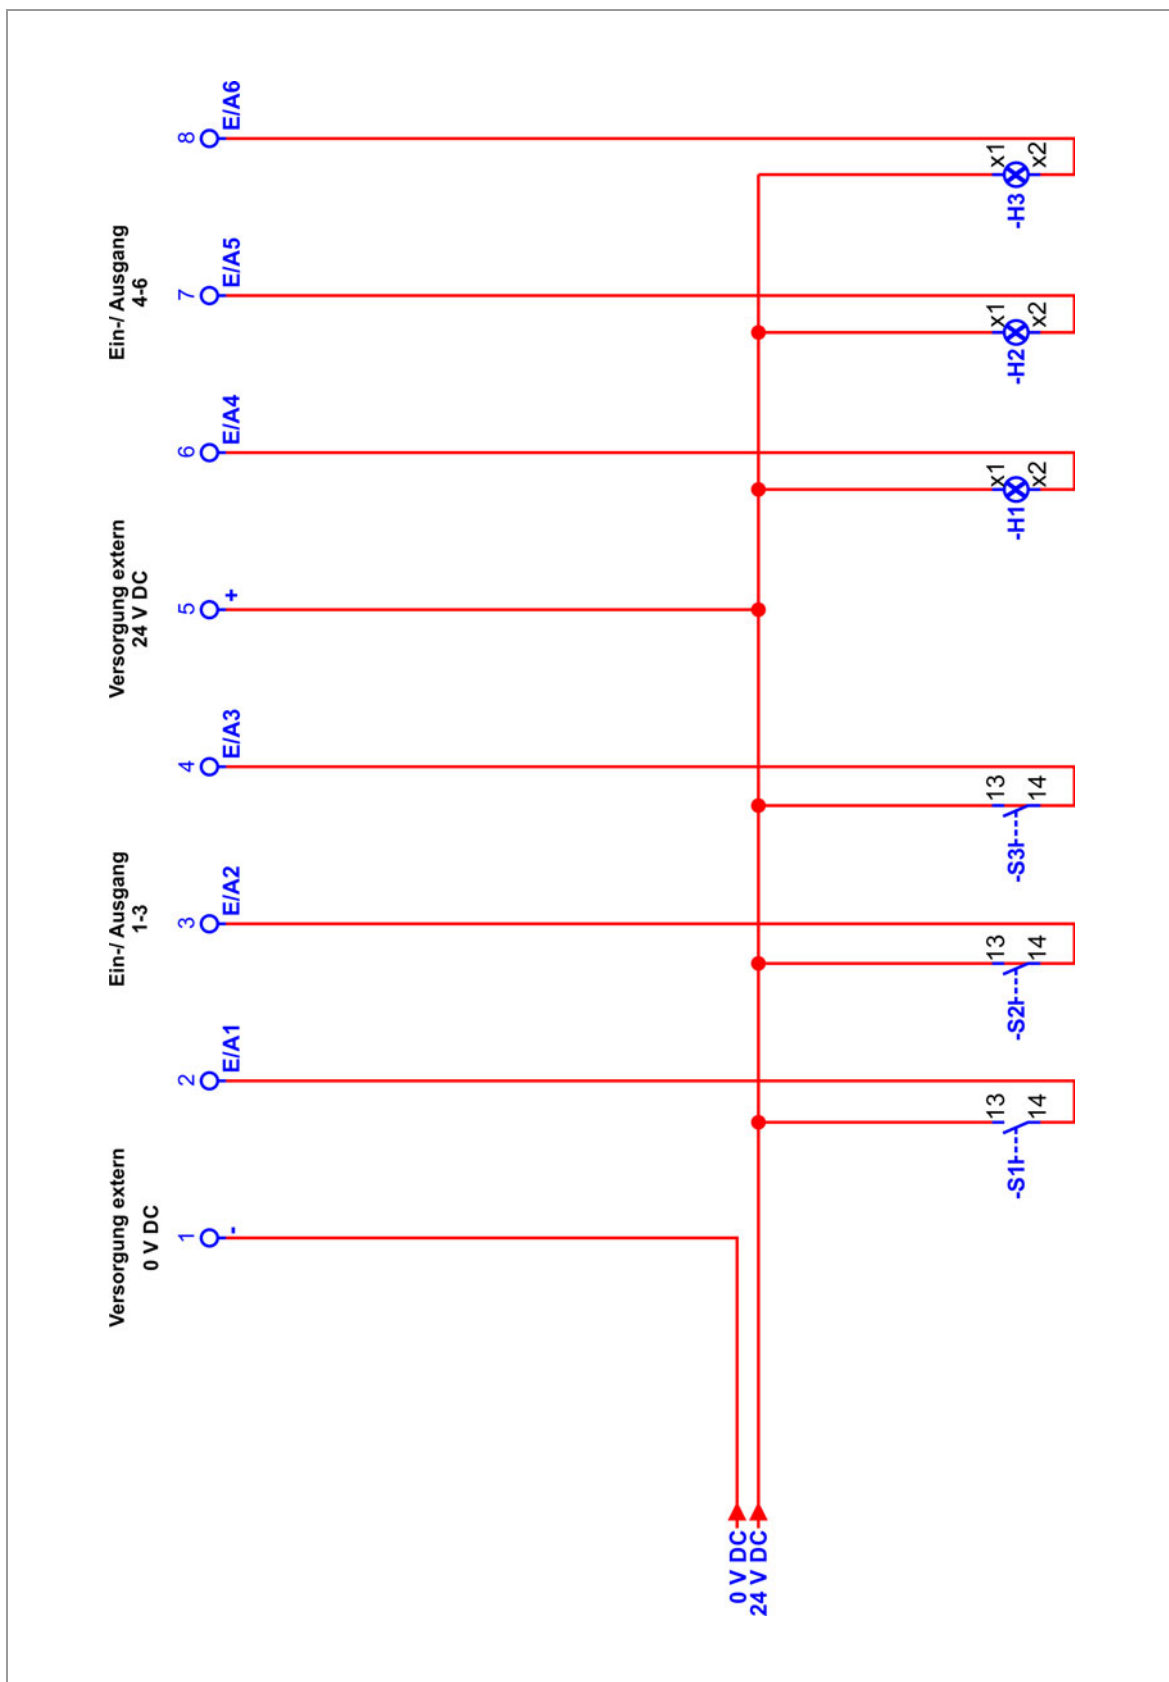 Versorgung extern
0 V DC
Ein-/ Ausgang
1-3
Versorgung extern
24 V DC
Ein-/ Ausgang
4-6
1
2
3
4
5
6
7
8
-
E/A1
E/A2
E/A3
+
E/A4
E/A5
E/A6
0 V DC
24 V DC
13
13
13
x1
x1
x1
-S1
-S2
-S3
-H1
-H2
-H3
14
14
14
x2
x2
x2